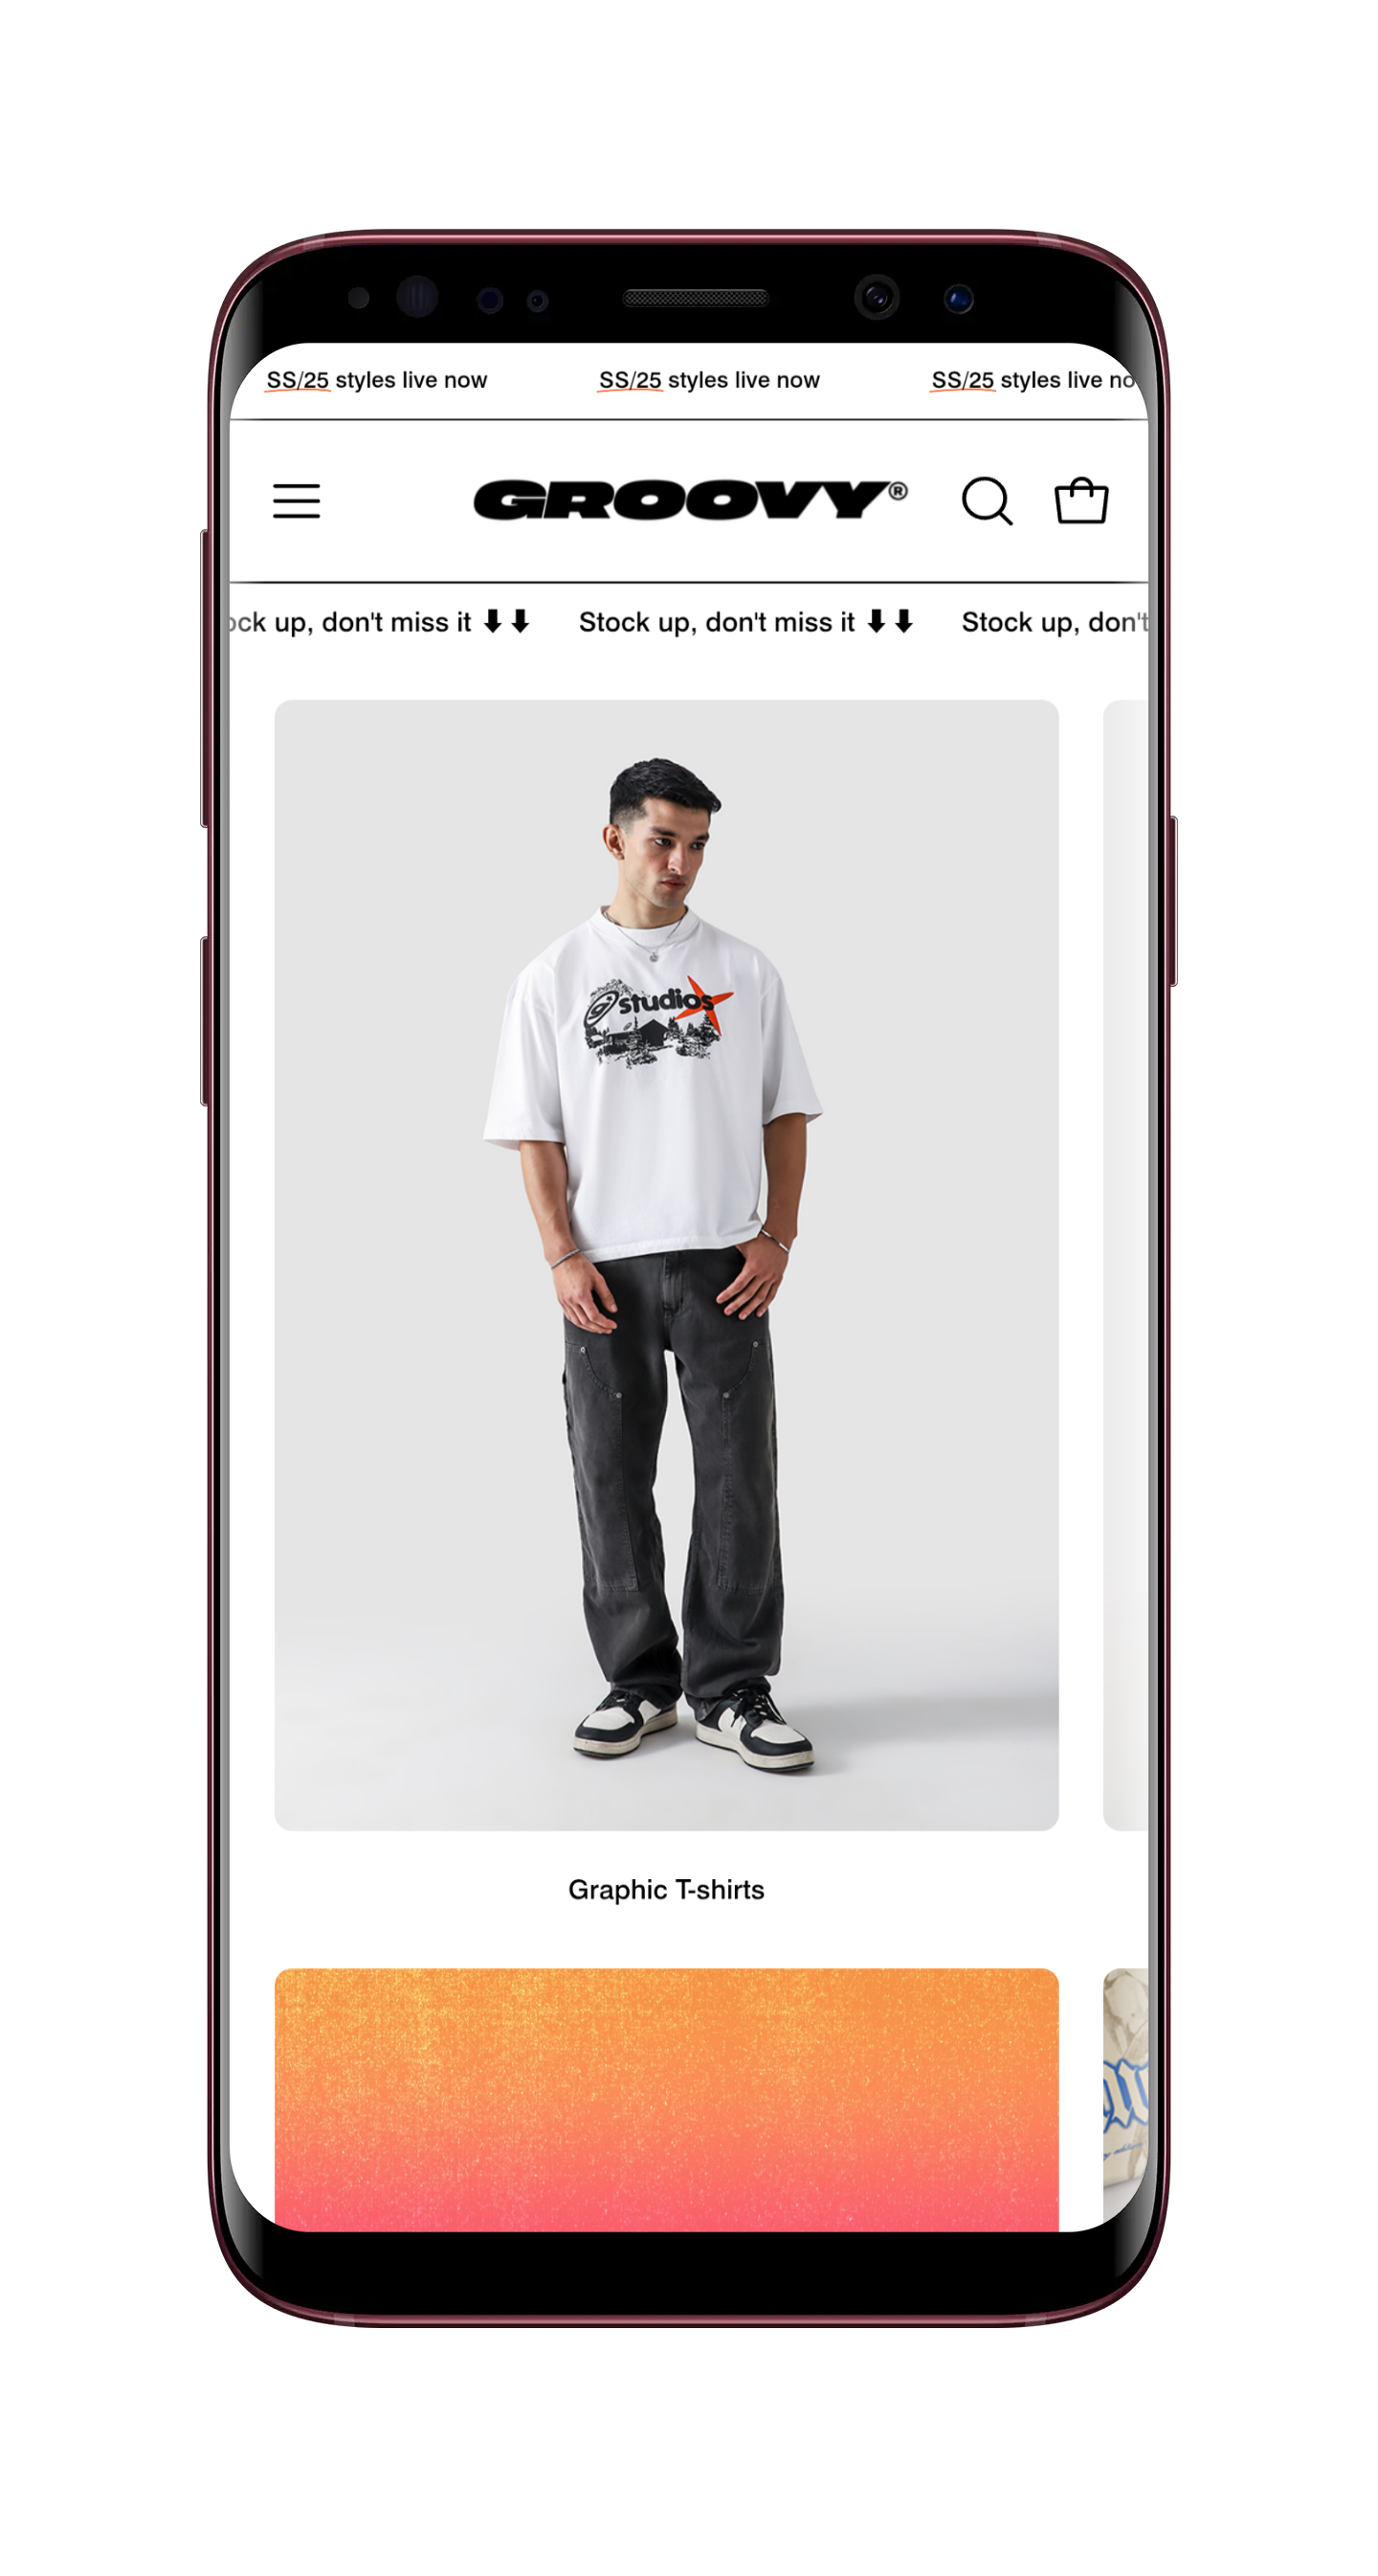 SS/25 styles live now SS/25 styles live now SS/25 styles live no
GROOVY®
ock up, don't miss it ⬇⬇ Stock up, don't miss it ⬇⬇ Stock up, don't
studios
Graphic T-shirts